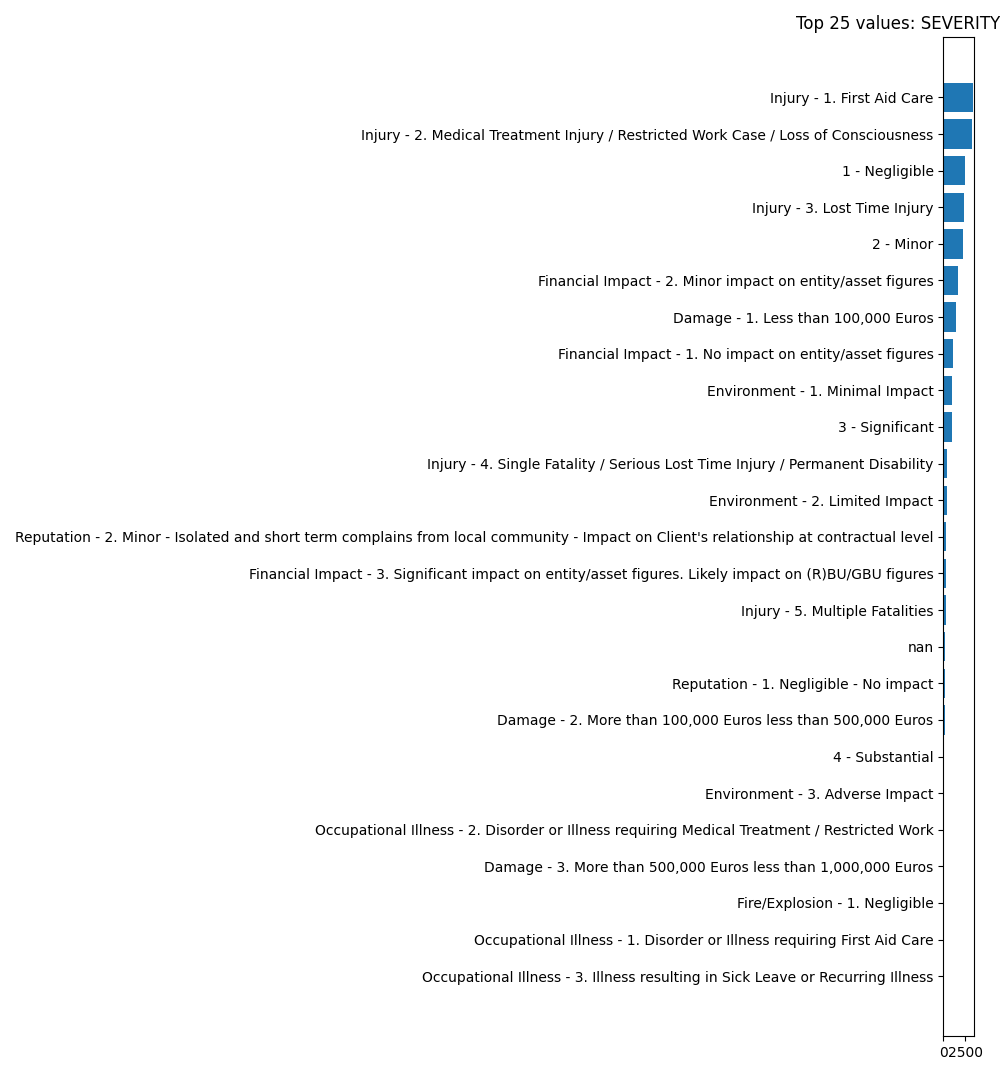 Top 25 values: SEVERITY
Injury - 1. First Aid Care
Injury - 2. Medical Treatment Injury / Restricted Work Case / Loss of Consciousness
1 - Negligible
Injury - 3. Lost Time Injury
2 - Minor
Financial Impact - 2. Minor impact on entity/asset figures
Damage - 1. Less than 100,000 Euros
Financial Impact - 1. No impact on entity/asset figures
Environment - 1. Minimal Impact
3 - Significant
Injury - 4. Single Fatality / Serious Lost Time Injury / Permanent Disability
Environment - 2. Limited Impact
Reputation - 2. Minor - Isolated and short term complains from local community - Impact on Client's relationship at contractual level
Financial Impact - 3. Significant impact on entity/asset figures. Likely impact on (R)BU/GBU figures
Injury - 5. Multiple Fatalities
nan
Reputation - 1. Negligible - No impact
Damage - 2. More than 100,000 Euros less than 500,000 Euros
4 - Substantial
Environment - 3. Adverse Impact
Occupational Illness - 2. Disorder or Illness requiring Medical Treatment / Restricted Work
Damage - 3. More than 500,000 Euros less than 1,000,000 Euros
Fire/Explosion - 1. Negligible
Occupational Illness - 1. Disorder or Illness requiring First Aid Care
Occupational Illness - 3. Illness resulting in Sick Leave or Recurring Illness
0 2500